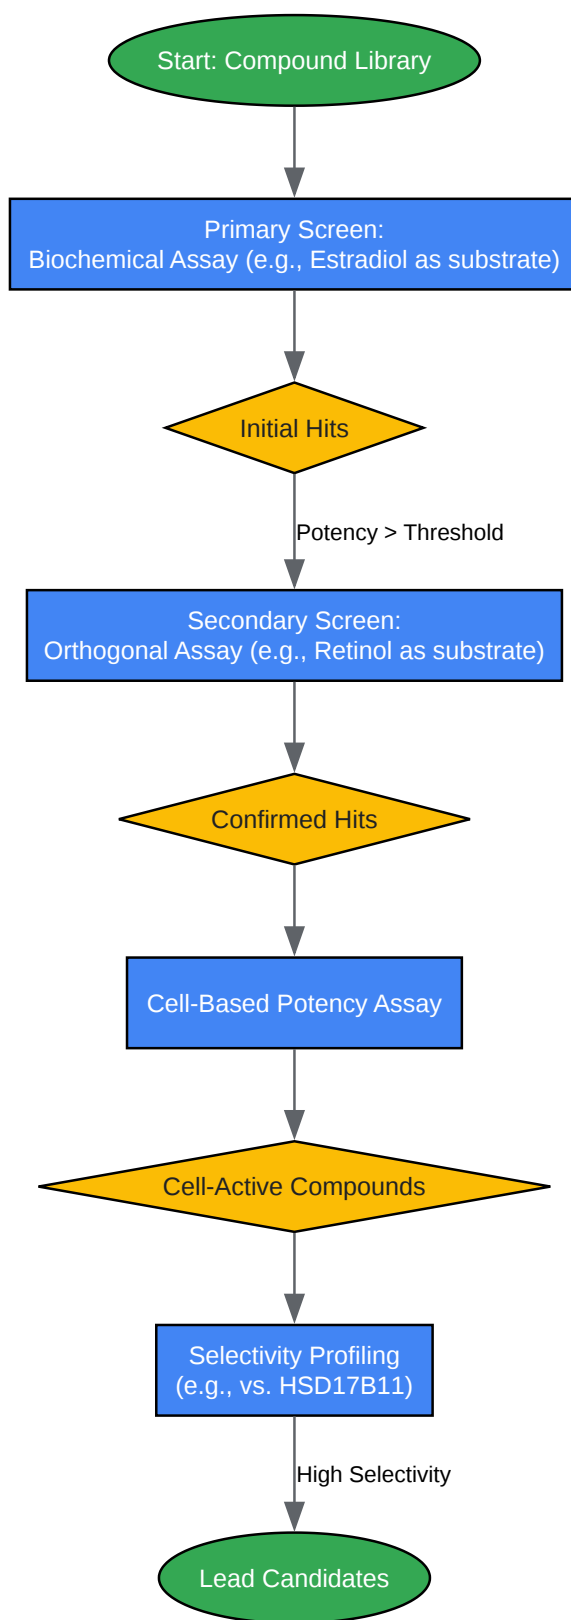 Start: Compound Library
Primary Screen:
Biochemical Assay (e.g., Estradiol as substrate)
Initial Hits
Potency > Threshold
Secondary Screen:
Orthogonal Assay (e.g., Retinol as substrate)
Confirmed Hits
Cell-Based Potency Assay
Cell-Active Compounds
Selectivity Profiling
(e.g., vs. HSD17B11)
High Selectivity
Lead Candidates